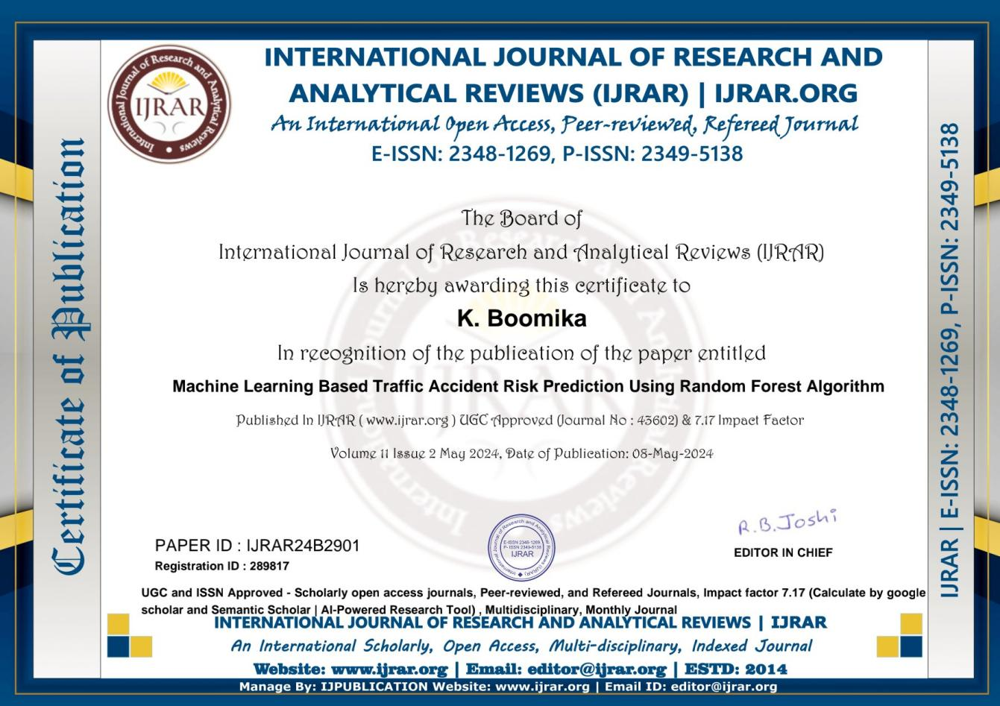 INTERNATIONAL JOURNAL OF RESEARCH AND
ANALYTICAL REVIEWS (IJRAR) | IJRAR.ORG
An International Open Access, Peer-reviewed, Refereed Journal
E-ISSN: 2348-1269, P-ISSN: 2349-5138
International Journal of Research and Analytical Reviews
IJRAR
Certificate of Publication
The Board of
International Journal of Research and Analytical Reviews (IJRAR)
Is hereby awarding this certificate to
K. Boomika
In recognition of the publication of the paper entitled
Machine Learning Based Traffic Accident Risk Prediction Using Random Forest Algorithm
Published In IJRAR ( www.ijrar.org ) UGC Approved (Journal No : 43602) & 7.17 Impact Factor
Volume 11 Issue 2 May 2024, Date of Publication: 08-May-2024
IJRAR | E-ISSN: 2348-1269, P-ISSN: 2349-5138
PAPER ID : IJRAR24B2901
Registration ID : 289817
International Journal of Research and Analytical Reviews (IJRAR)
E-ISSN 2348-1269
P- ISSN 2349-5138
IJRAR
R.B.Joshi
EDITOR IN CHIEF
UGC and ISSN Approved - Scholarly open access journals, Peer-reviewed, and Refereed Journals, Impact factor 7.17 (Calculate by google
scholar and Semantic Scholar | AI-Powered Research Tool) , Multidisciplinary, Monthly Journal
INTERNATIONAL JOURNAL OF RESEARCH AND ANALYTICAL REVIEWS | IJRAR
An International Scholarly, Open Access, Multi-disciplinary, Indexed Journal
Website: www.ijrar.org | Email: editor@ijrar.org | ESTD: 2014
Manage By: IJPUBLICATION Website: www.ijrar.org | Email ID: editor@ijrar.org